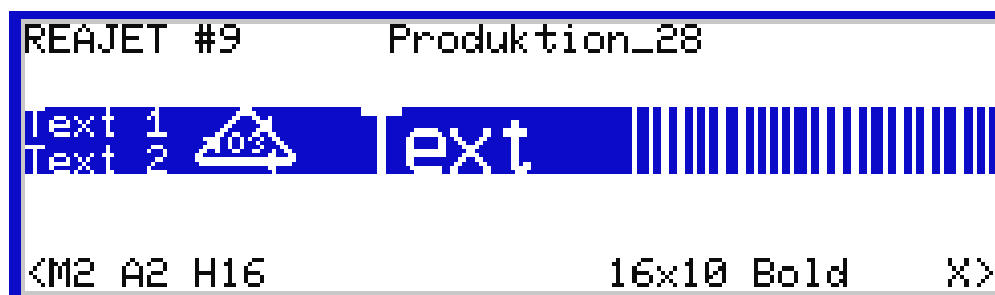 REAJET #9 Produktion_28
Text 1
Text 2
03
Text
<M2 A2 H16 16x10 Bold X>